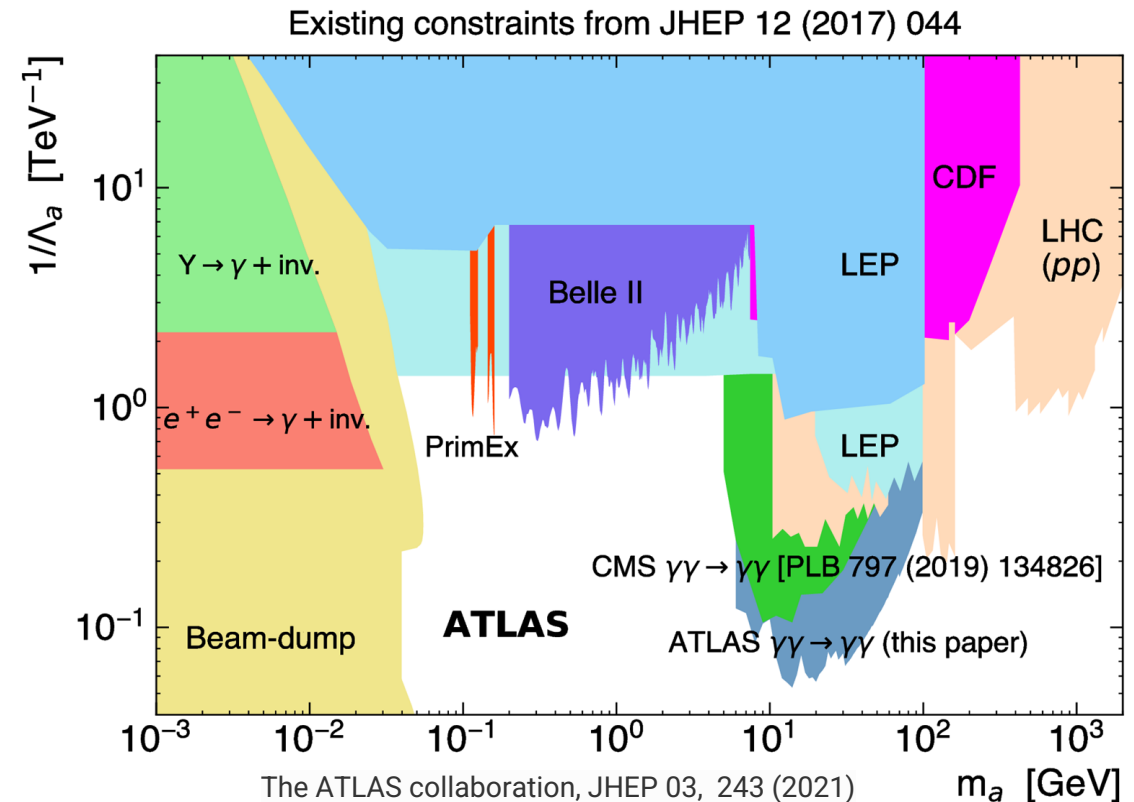 Existing constraints from JHEP 12 (2017) 044
1/Λₐ [TeV⁻¹]
10¹
10⁰
10⁻¹
Υ → γ + inv.
e⁺e⁻ → γ + inv.
Beam-dump
PrimEx
Belle II
LEP
CDF
LHC
(pp)
LEP
CMS γγ → γγ [PLB 797 (2019) 134826]
ATLAS
ATLAS γγ → γγ (this paper)
10⁻³ 10⁻² 10⁻¹ 10⁰ 10¹ 10² 10³
mₐ [GeV]
The ATLAS collaboration, JHEP 03, 243 (2021)